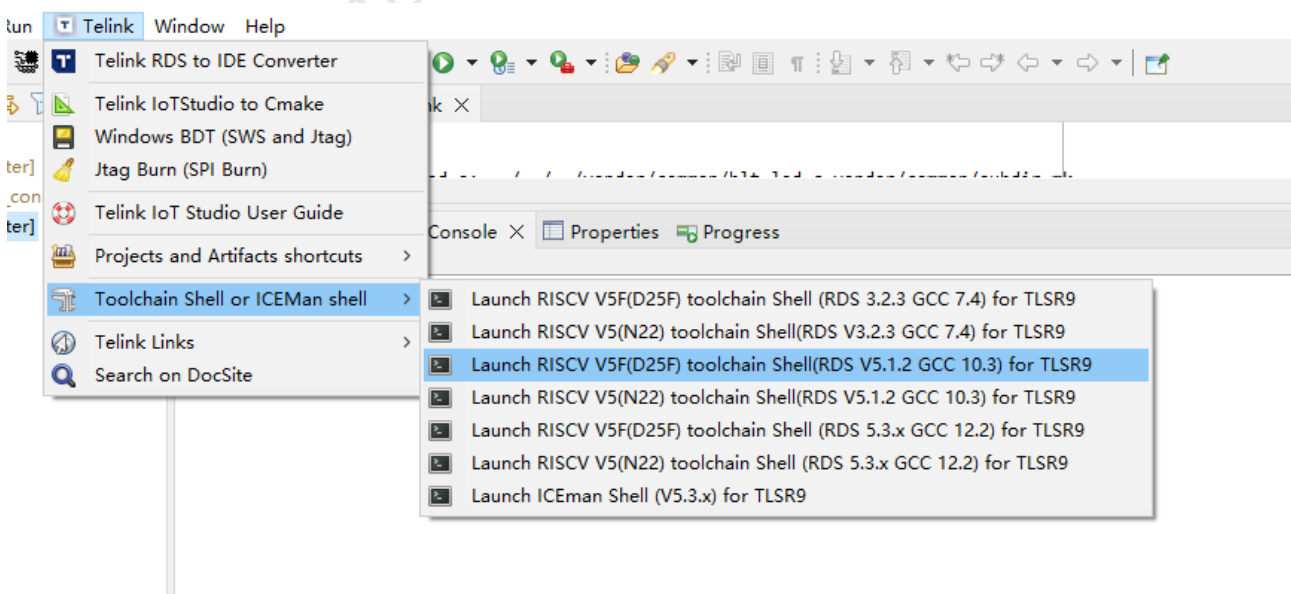 Run Telink Window Help
Telink RDS to IDE Converter
Telink IoTStudio to Cmake
Windows BDT (SWS and Jtag)
Jtag Burn (SPI Burn)
Telink IoT Studio User Guide
Projects and Artifacts shortcuts
Toolchain Shell or ICEMan shell
Telink Links
Search on DocSite
ter]
_con
ter]
nk
Console
Properties
Progress
Launch RISCV V5F(D25F) toolchain Shell (RDS 3.2.3 GCC 7.4) for TLSR9
Launch RISCV V5(N22) toolchain Shell(RDS V3.2.3 GCC 7.4) for TLSR9
Launch RISCV V5F(D25F) toolchain Shell(RDS V5.1.2 GCC 10.3) for TLSR9
Launch RISCV V5(N22) toolchain Shell(RDS V5.1.2 GCC 10.3) for TLSR9
Launch RISCV V5F(D25F) toolchain Shell (RDS 5.3.x GCC 12.2) for TLSR9
Launch RISCV V5(N22) toolchain Shell (RDS 5.3.x GCC 12.2) for TLSR9
Launch ICEman Shell (V5.3.x) for TLSR9